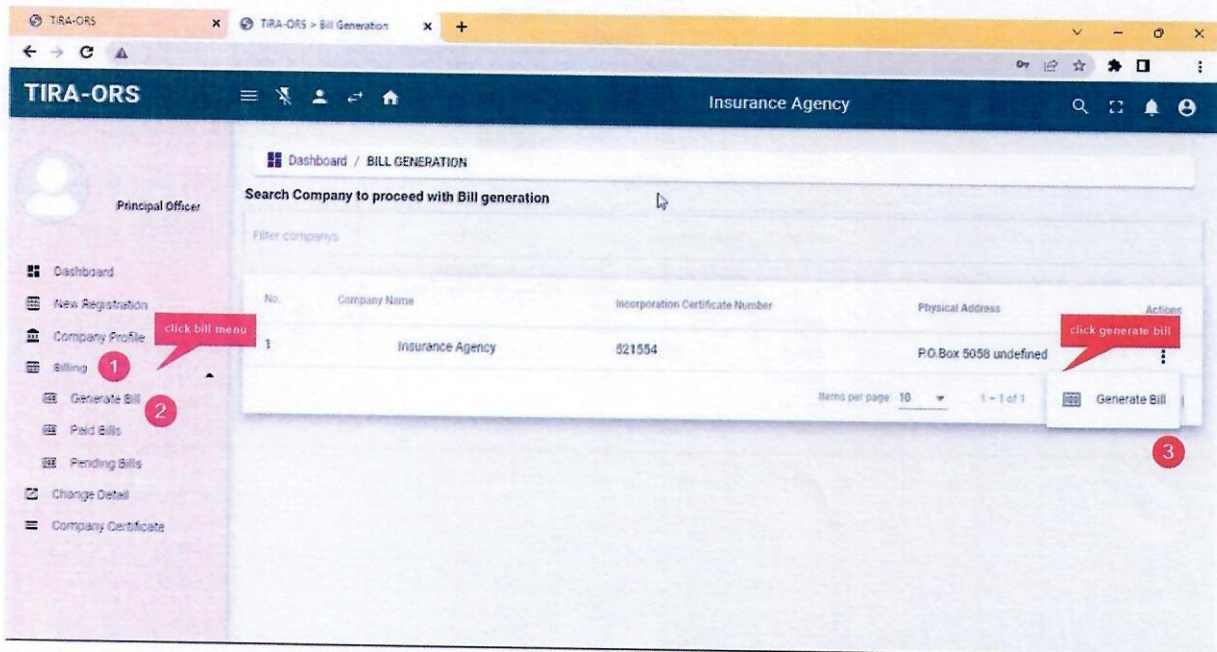 TIRA-ORS
TIRA-ORS > Bill Generation
TIRA-ORS
Insurance Agency
Principal Officer
Dashboard
New Registration
Company Profile
Billing
Generate Bill
Paid Bills
Pending Bills
Change Detail
Company Certificate
click bill menu
1
2
Dashboard / BILL GENERATION
Search Company to proceed with Bill generation
Filter companys
No. Company Name Incorporation Certificate Number Physical Address Actions
1 Insurance Agency 621554 P.O.Box 5058 undefined
click generate bill
Items per page 10 1 - 1 of 1
Generate Bill
3